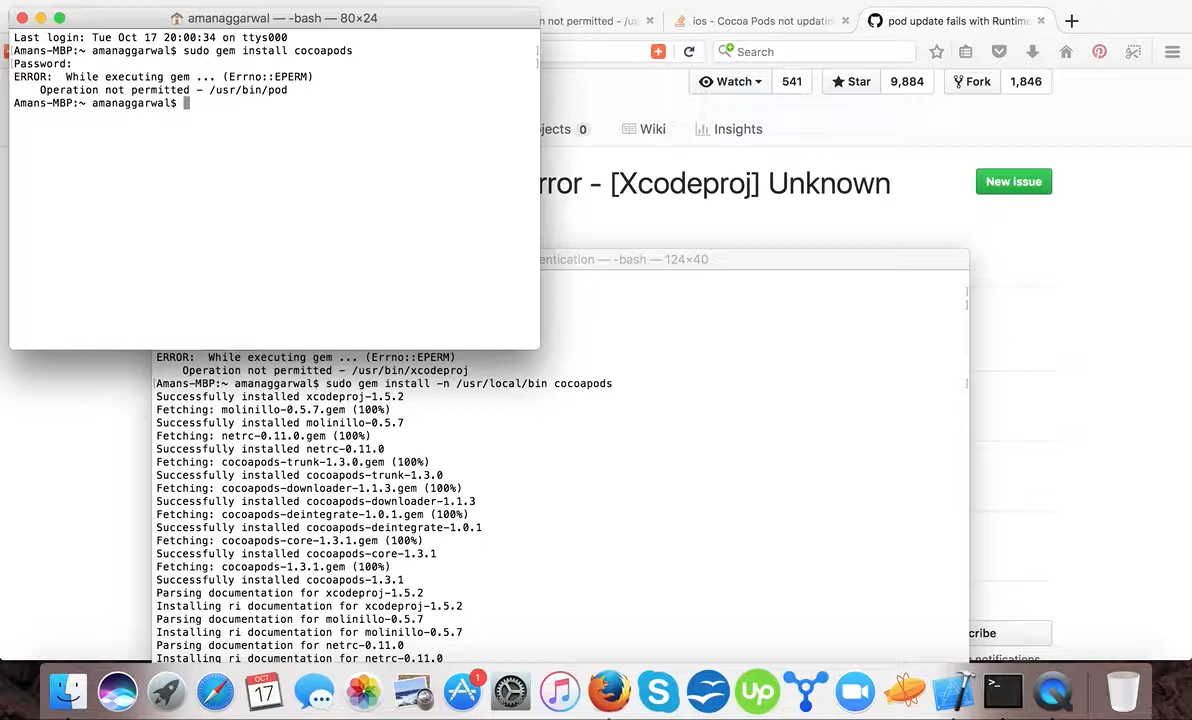 amanaggarwal — -bash — 80×24
n not permitted - /us
ios - Cocoa Pods not updatin
pod update fails with Runtime
Search
Last login: Tue Oct 17 20:00:34 on ttys000
Amans-MBP:~ amanaggarwal$ sudo gem install cocoapods
Password:
ERROR:  While executing gem ... (Errno::EPERM)
    Operation not permitted - /usr/bin/pod
Amans-MBP:~ amanaggarwal$
Watch 541 Star 9,884 Fork 1,846
ojects 0 Wiki Insights
rror - [Xcodeproj] Unknown
New issue
entication — -bash — 124×40
ERROR:  While executing gem ... (Errno::EPERM)
    Operation not permitted - /usr/bin/xcodeproj
Amans-MBP:~ amanaggarwal$ sudo gem install -n /usr/local/bin cocoapods
Successfully installed xcodeproj-1.5.2
Fetching: molinillo-0.5.7.gem (100%)
Successfully installed molinillo-0.5.7
Fetching: netrc-0.11.0.gem (100%)
Successfully installed netrc-0.11.0
Fetching: cocoapods-trunk-1.3.0.gem (100%)
Successfully installed cocoapods-trunk-1.3.0
Fetching: cocoapods-downloader-1.1.3.gem (100%)
Successfully installed cocoapods-downloader-1.1.3
Fetching: cocoapods-deintegrate-1.0.1.gem (100%)
Successfully installed cocoapods-deintegrate-1.0.1
Fetching: cocoapods-core-1.3.1.gem (100%)
Successfully installed cocoapods-core-1.3.1
Fetching: cocoapods-1.3.1.gem (100%)
Successfully installed cocoapods-1.3.1
Parsing documentation for xcodeproj-1.5.2
Installing ri documentation for xcodeproj-1.5.2
Parsing documentation for molinillo-0.5.7
Installing ri documentation for molinillo-0.5.7
Parsing documentation for netrc-0.11.0
Installing ri documentation for netrc-0.11.0
cribe
notifications
OCT
17
1
up